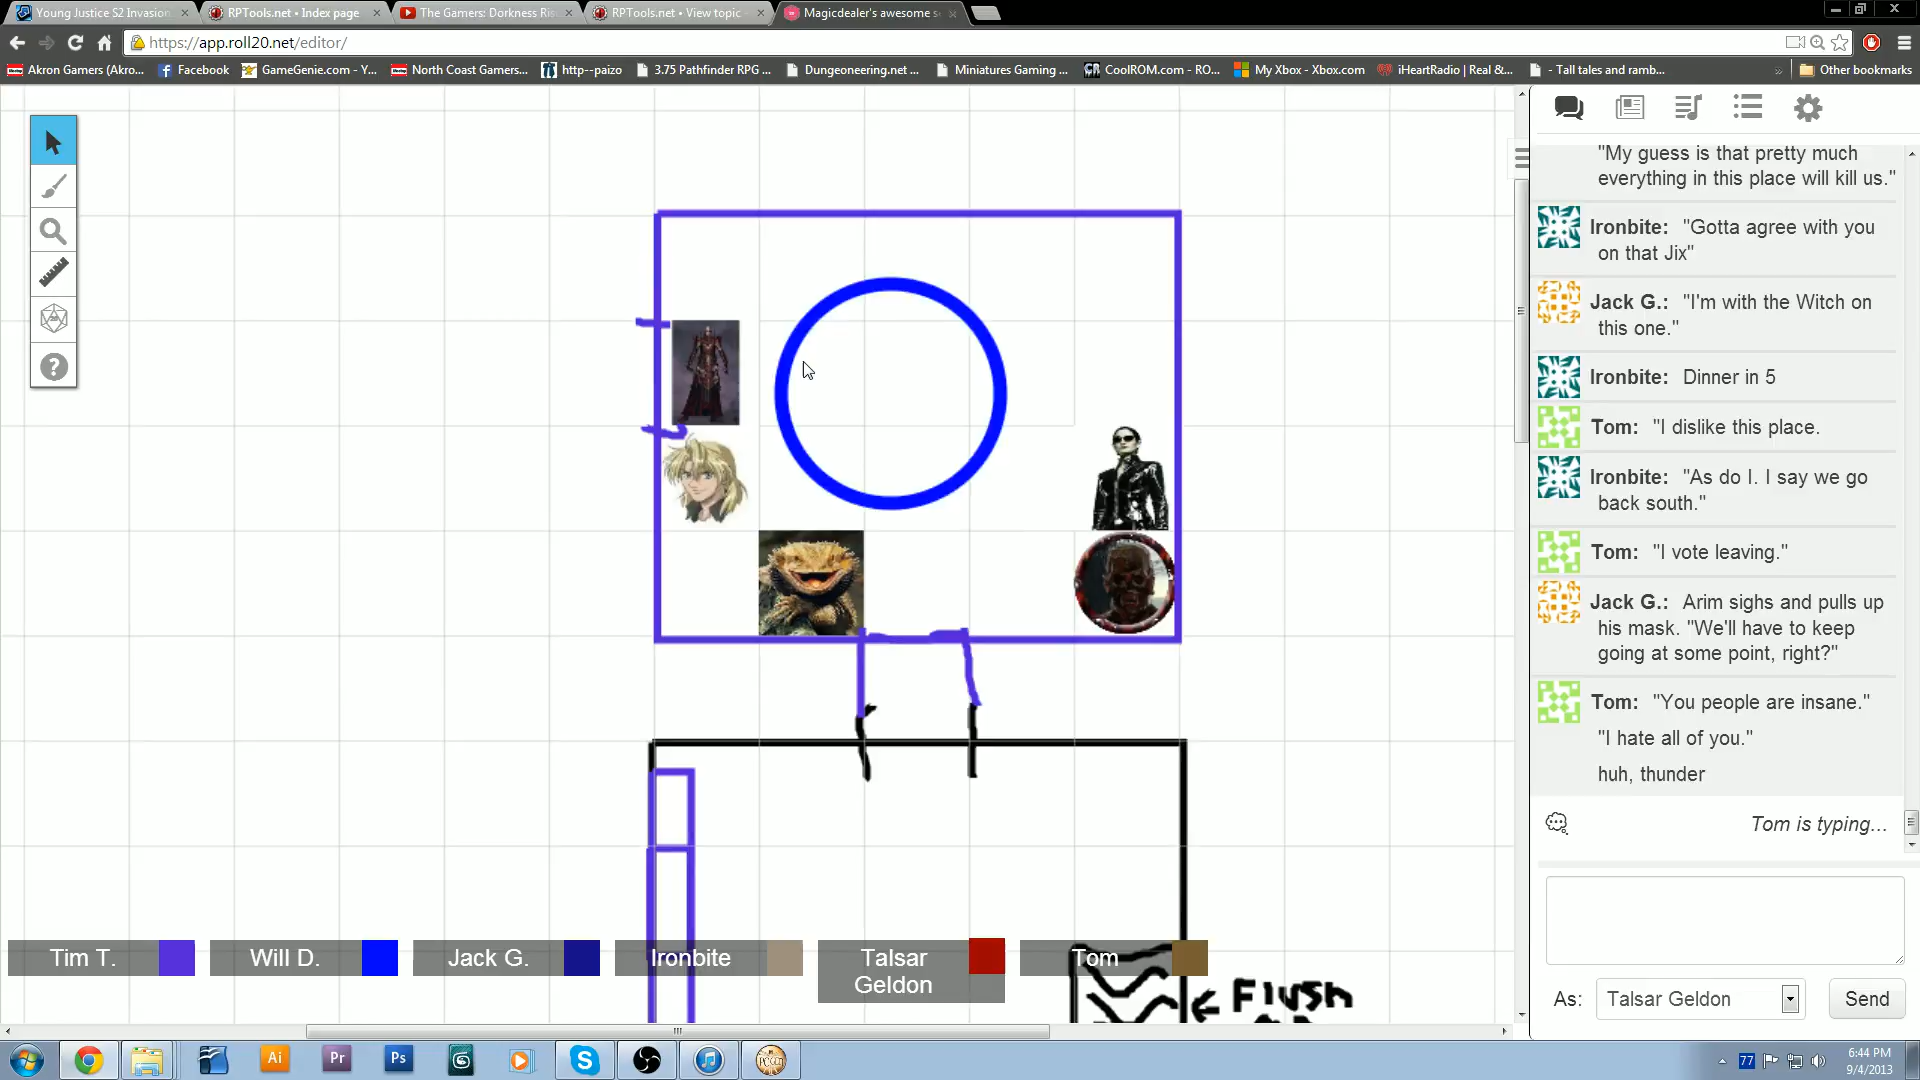 Young Justice S2 Invasion
RPTools.net • Index page
The Gamers: Dorkness Ris
RPTools.net • View topic
Magicdealer's awesome s
https://app.roll20.net/editor/
Akron Gamers (Akro...
Facebook
GameGenie.com - Y...
North Coast Gamers...
http--paizo
3.75 Pathfinder RPG ...
Dungeoneering.net ...
Miniatures Gaming ...
CoolROM.com - RO...
My Xbox - Xbox.com
iHeartRadio | Real &...
- Tall tales and ramb...
»
Other bookmarks
"My guess is that pretty much
everything in this place will kill us."
Ironbite: "Gotta agree with you
on that Jix"
Jack G.: "I'm with the Witch on
this one."
Ironbite: Dinner in 5
Tom: "I dislike this place.
Ironbite: "As do I. I say we go
back south."
Tom: "I vote leaving."
Jack G.: Arim sighs and pulls up
his mask. "We'll have to keep
going at some point, right?"
Tom: "You people are insane."
"I hate all of you."
huh, thunder
Tom is typing...
Tim T.
Will D.
Jack G.
Ironbite
Talsar
Geldon
Tom
Flush
As: Talsar Geldon
Send
Ai
Pr
Ps
77
6:44 PM
9/4/2013